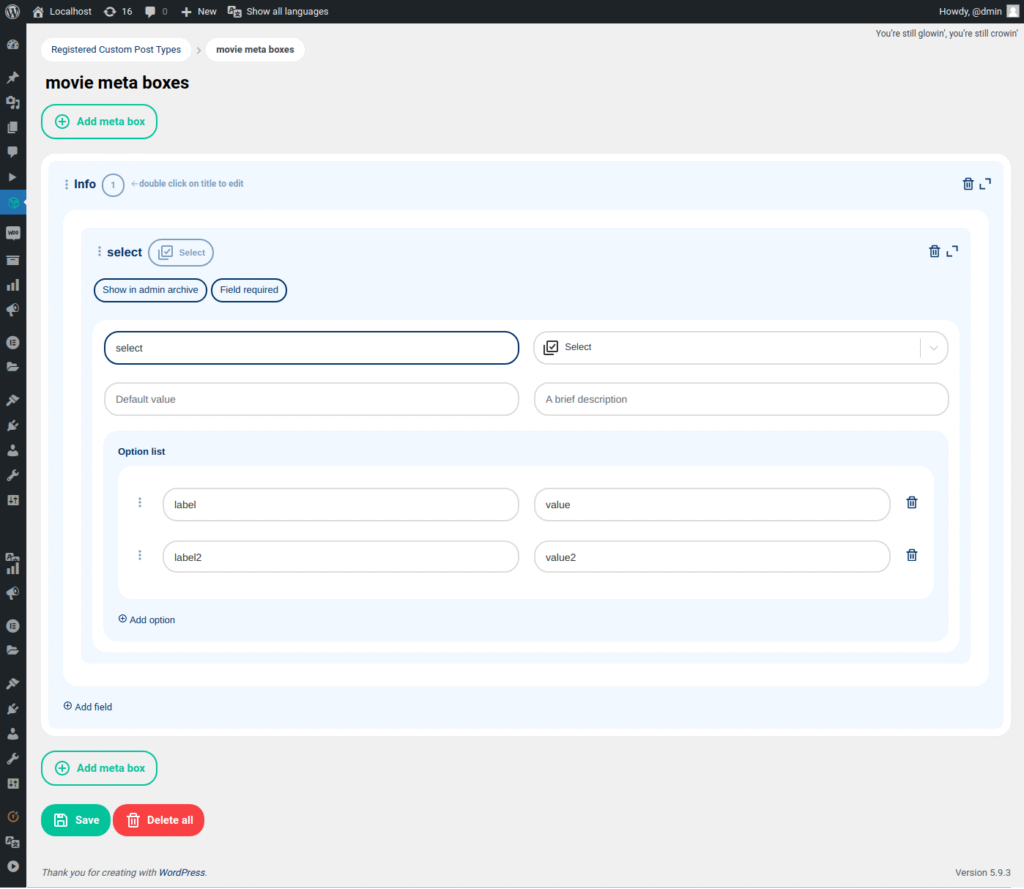 Localhost 16 0 New Show all languages Howdy, @dmin
You're still glowin', you're still crowin'
Registered Custom Post Types > movie meta boxes
movie meta boxes
Add meta box
Info 1 ←double click on title to edit
select Select
Show in admin archive Field required
select Select
Default value A brief description
Option list
label value
label2 value2
Add option
Add field
Add meta box
Save Delete all
Thank you for creating with WordPress. Version 5.9.3